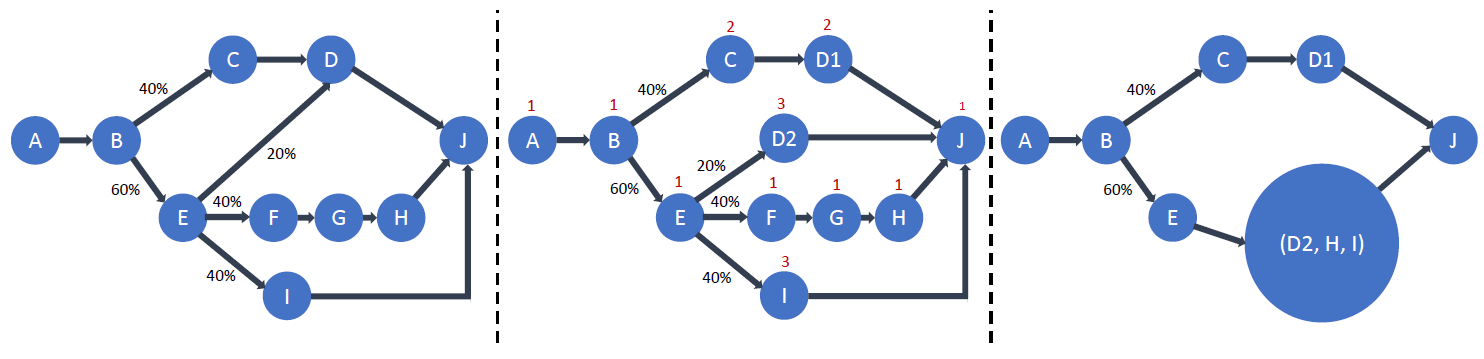 C D
40%
A B J
20%
60%
E 40% F G H
40%
I
2 2
C D1
40%
1 1 3 1
A B D2 J
20%
60% 1 1 1 1
E 40% F G H
40% 3
I
C D1
40%
A B J
60%
E (D2, H, I)